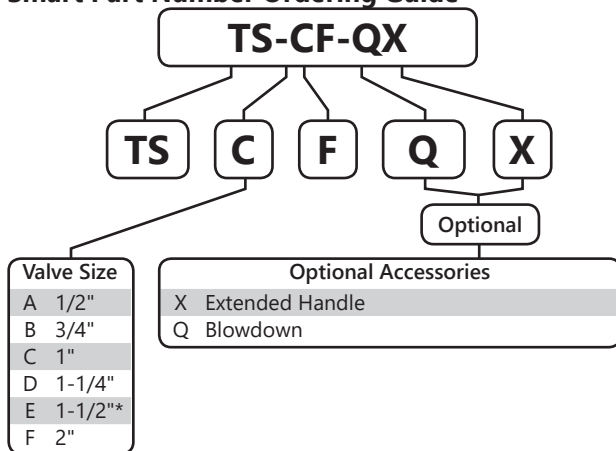 Smart Part Number Ordering Guide
TS-CF-QX
TS C F Q X
Optional
Valve Size
A 1/2"
B 3/4"
C 1"
D 1-1/4"
E 1-1/2"*
F 2"
Optional Accessories
X Extended Handle
Q Blowdown